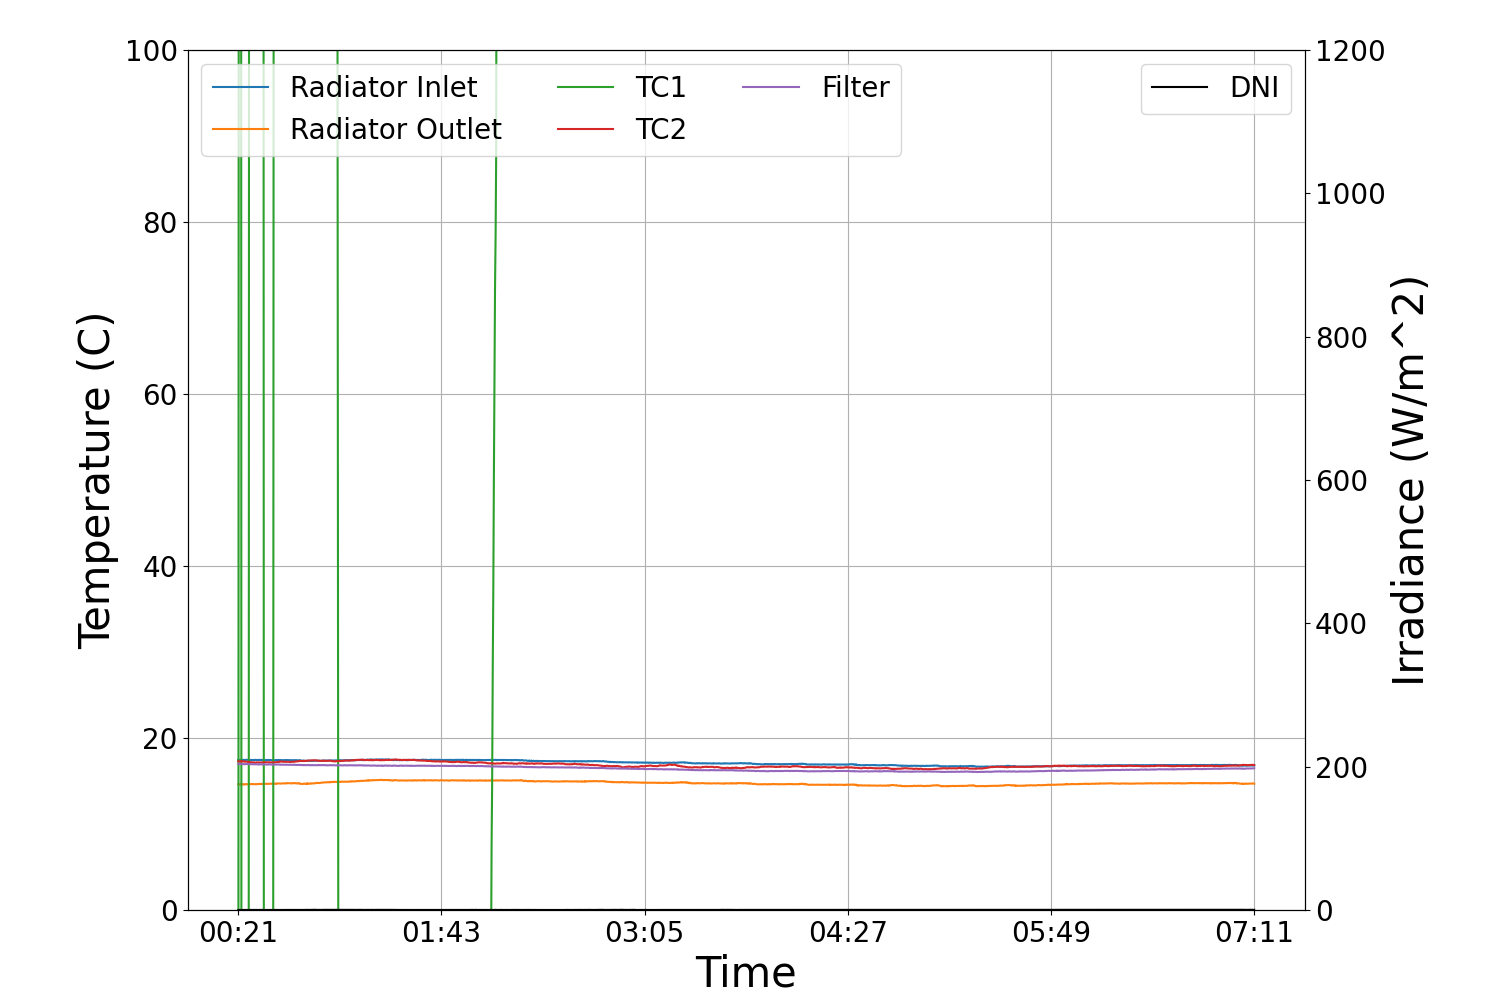 Radiator Inlet
Radiator Outlet
TC1
TC2
Filter
DNI
Temperature (C)
100
80
60
40
20
0
1200
1000
800
600
400
200
0
Irradiance (W/m^2)
00:21 01:43 03:05 04:27 05:49 07:11
Time